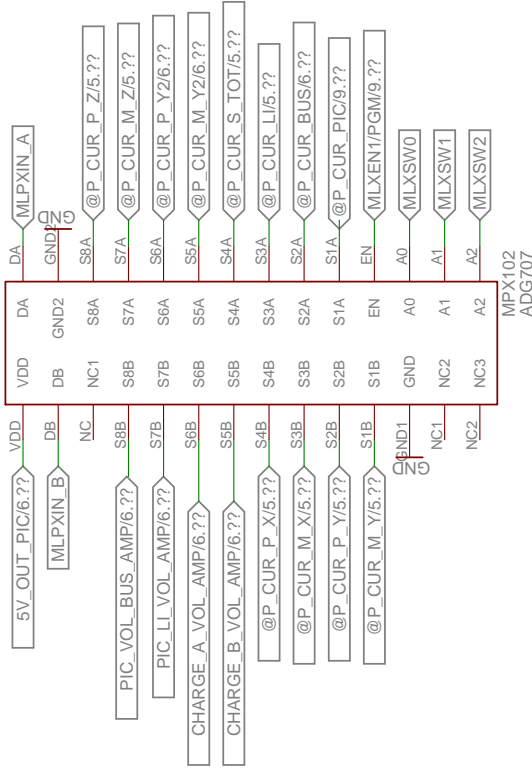 5V_OUT_PIC/6.?? VDD VDD DA DA MLPXIN_A
MLPXIN_B DB DB GND2 GND2 GND
NC NC1 S8A S8A @P_CUR_P_Z/5.??
PIC_VOL_BUS_AMP/6.?? S8B S8B S7A S7A @P_CUR_M_Z/5.??
PIC_LI_VOL_AMP/6.?? S7B S7B S6A S6A @P_CUR_P_Y2/6.??
CHARGE_A_VOL_AMP/6.?? S6B S6B S5A S5A @P_CUR_M_Y2/6.??
CHARGE_B_VOL_AMP/6.?? S5B S5B S4A S4A @P_CUR_S_TOT/5.??
@P_CUR_P_X/5.?? S4B S4B S3A S3A @P_CUR_LI/5.??
@P_CUR_M_X/5.?? S3B S3B S2A S2A @P_CUR_BUS/6.??
@P_CUR_P_Y/5.?? S2B S2B S1A S1A @P_CUR_PIC/9.??
@P_CUR_M_Y/5.?? S1B S1B EN EN MLXEN1/PGM/9.??
GND GND1 GND A0 A0 MLXSW0
NC1 NC2 A1 A1 MLXSW1
NC2 NC3 A2 A2 MLXSW2
MPX102
ADG707